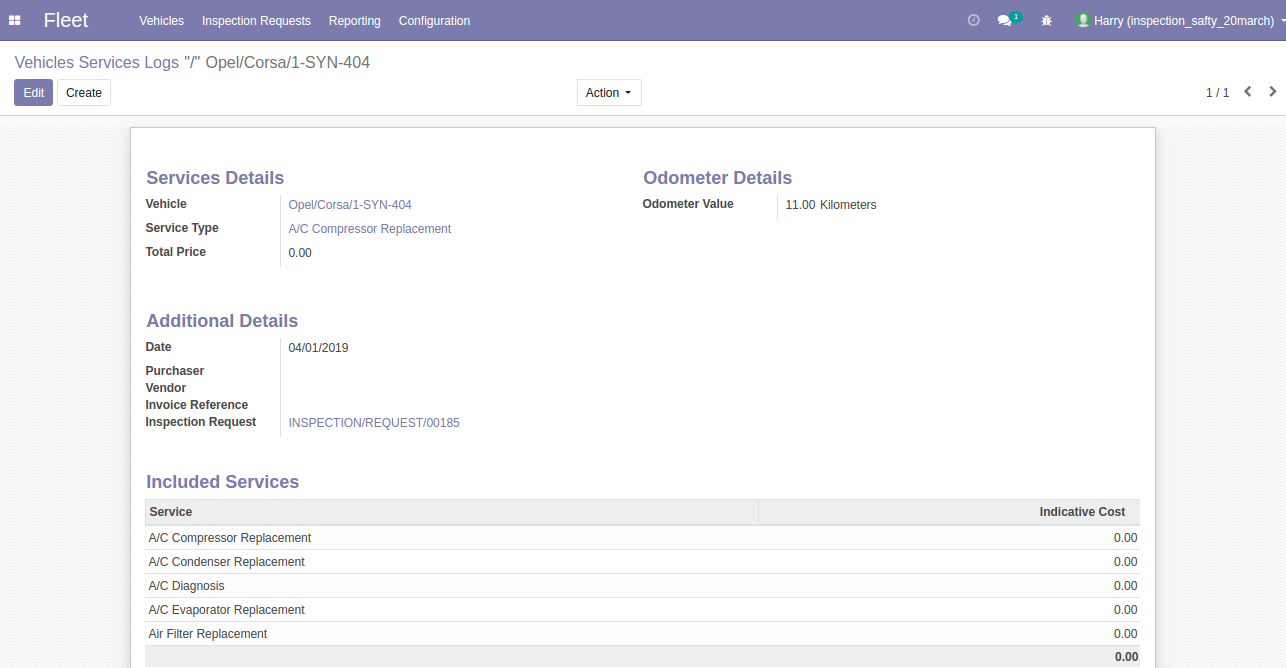 Fleet Vehicles Inspection Requests Reporting Configuration 1 Harry (inspection_safty_20march)
Vehicles Services Logs "/" Opel/Corsa/1-SYN-404
Edit Create Action 1 / 1
Services Details Odometer Details
Vehicle Opel/Corsa/1-SYN-404 Odometer Value 11.00 Kilometers
Service Type A/C Compressor Replacement
Total Price 0.00
Additional Details
Date 04/01/2019
Purchaser
Vendor
Invoice Reference
Inspection Request INSPECTION/REQUEST/00185
Included Services
Service Indicative Cost
A/C Compressor Replacement 0.00
A/C Condenser Replacement 0.00
A/C Diagnosis 0.00
A/C Evaporator Replacement 0.00
Air Filter Replacement 0.00
0.00